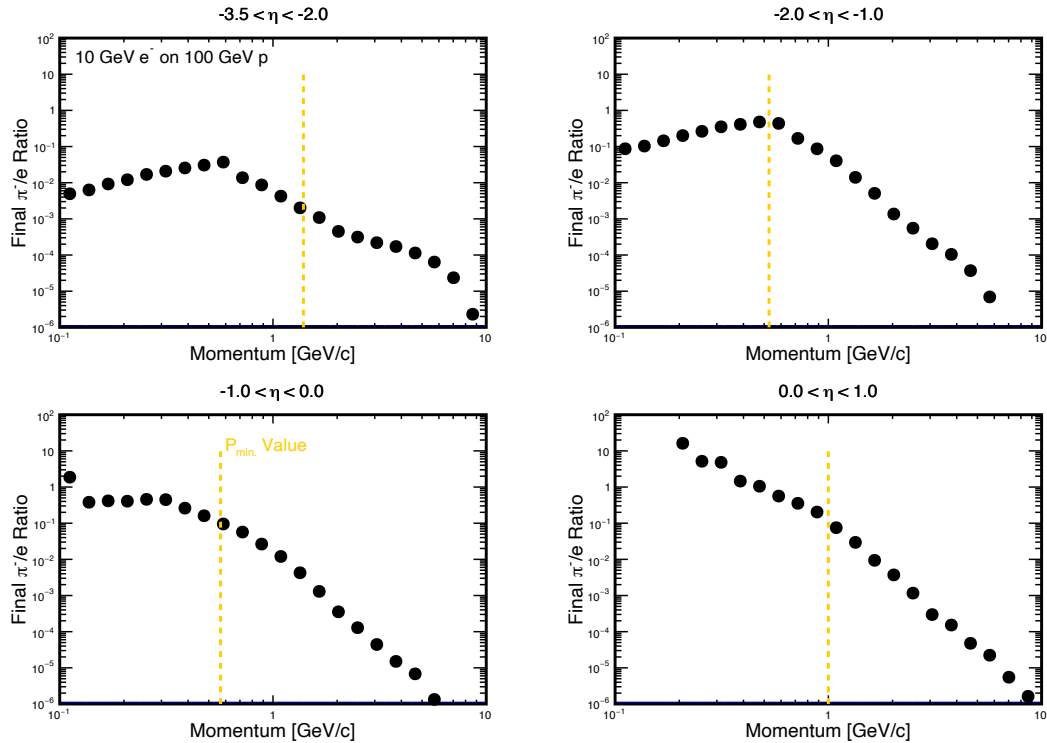 -3.5 < η < -2.0
10²
10 GeV e⁻ on 100 GeV p
10
1
10⁻¹
10⁻²
10⁻³
10⁻⁴
10⁻⁵
10⁻⁶
Final π⁻/e Ratio
10⁻¹ 1 10
Momentum [GeV/c]
-2.0 < η < -1.0
10²
10
1
10⁻¹
10⁻²
10⁻³
10⁻⁴
10⁻⁵
10⁻⁶
Final π⁻/e Ratio
10⁻¹ 1 10
Momentum [GeV/c]
-1.0 < η < 0.0
10²
10
P_min. Value
1
10⁻¹
10⁻²
10⁻³
10⁻⁴
10⁻⁵
10⁻⁶
Final π⁻/e Ratio
10⁻¹ 1 10
Momentum [GeV/c]
0.0 < η < 1.0
10²
10
1
10⁻¹
10⁻²
10⁻³
10⁻⁴
10⁻⁵
10⁻⁶
Final π⁻/e Ratio
10⁻¹ 1 10
Momentum [GeV/c]